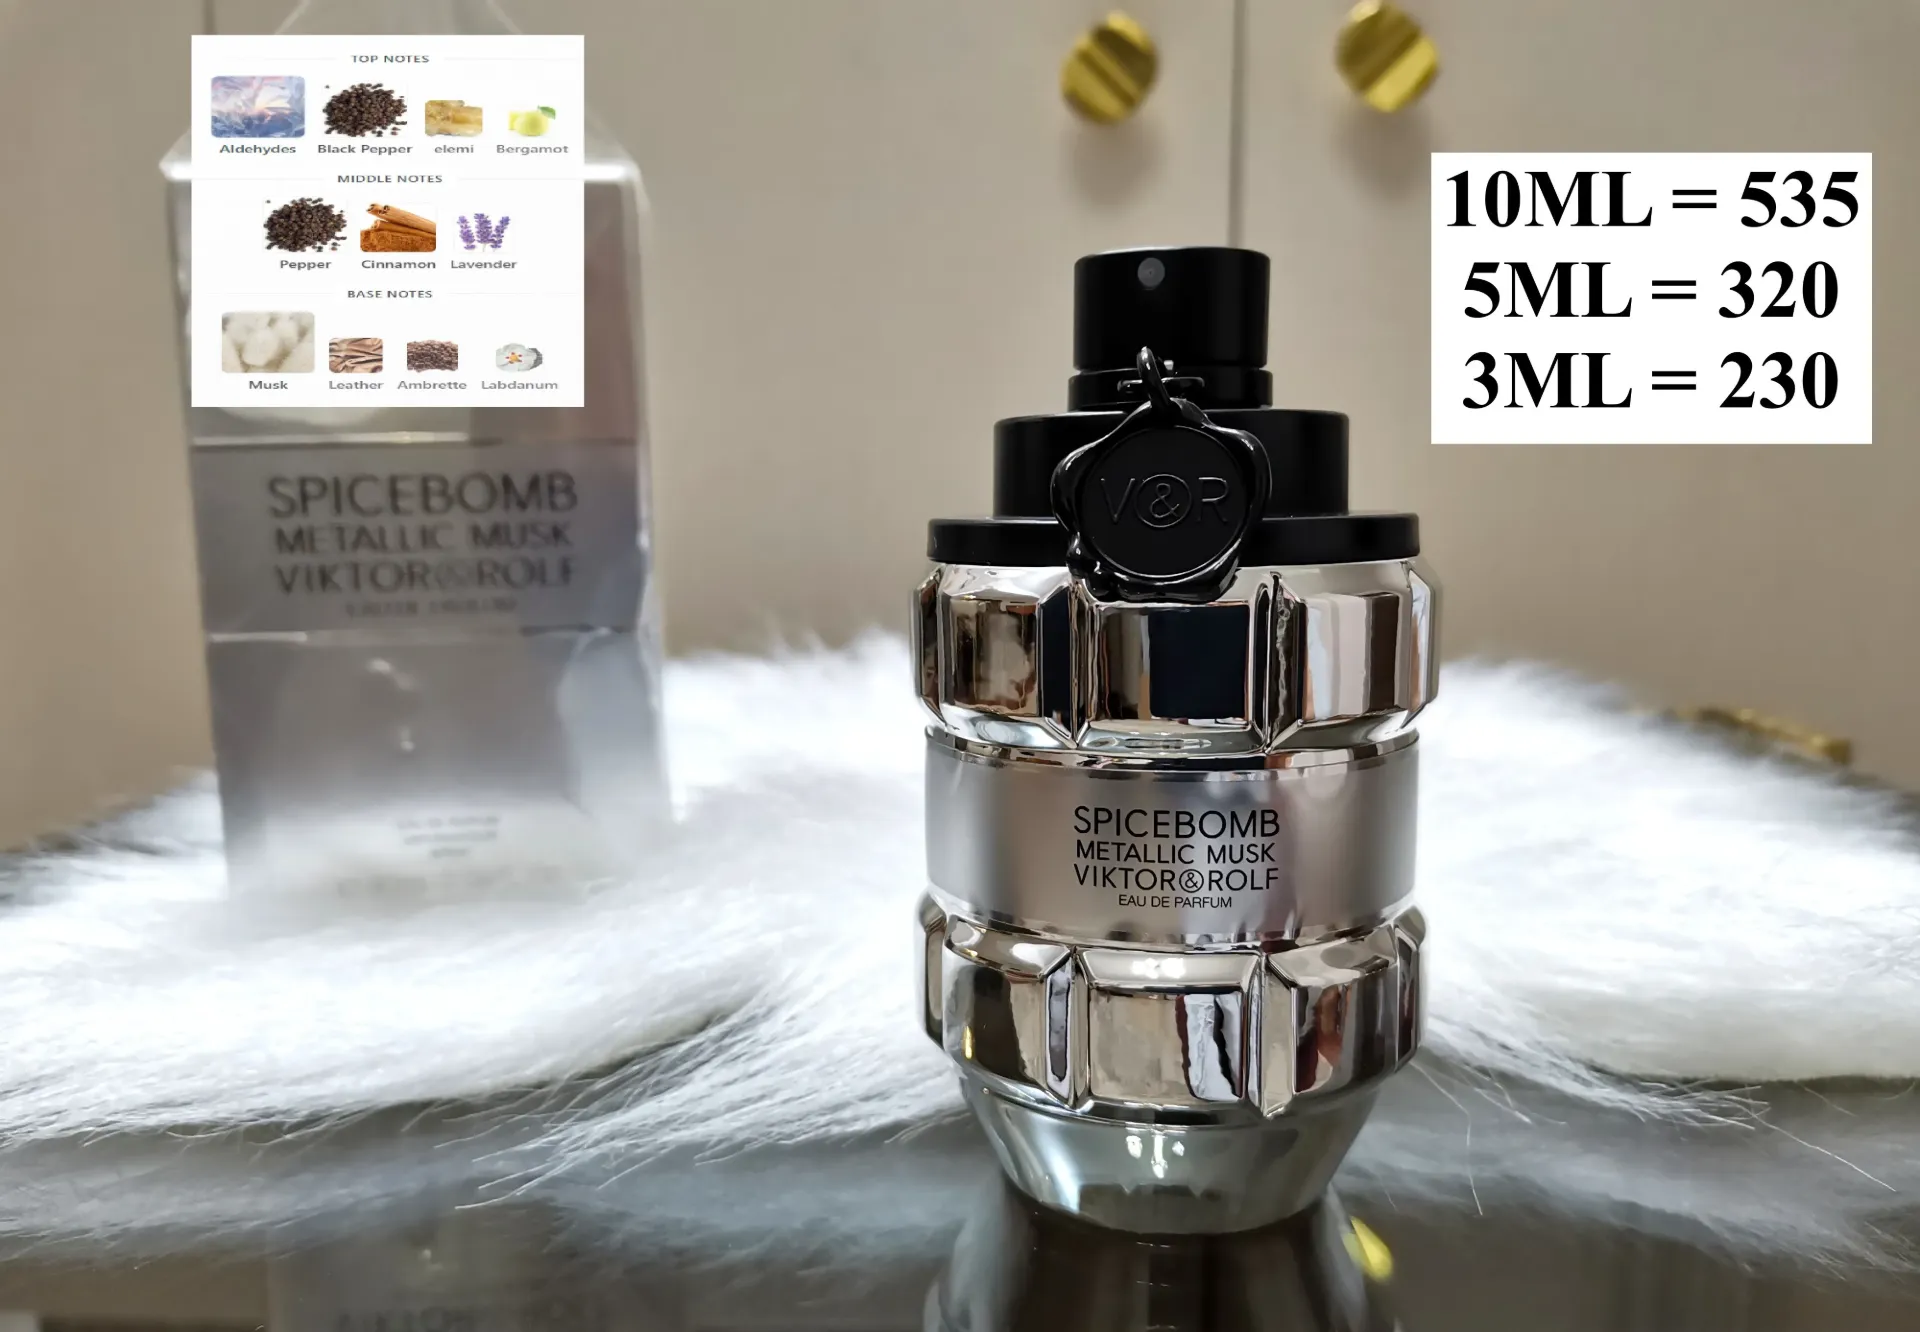 TOP NOTES
Aldehydes Black Pepper elemi Bergamot
MIDDLE NOTES
Pepper Cinnamon Lavender
BASE NOTES
Musk Leather Ambrette Labdanum
10ML = 535
5ML = 320
3ML = 230
SPICEBOMB
METALLIC MUSK
VIKTOR&ROLF
V&R
SPICEBOMB
METALLIC MUSK
VIKTOR&ROLF
EAU DE PARFUM